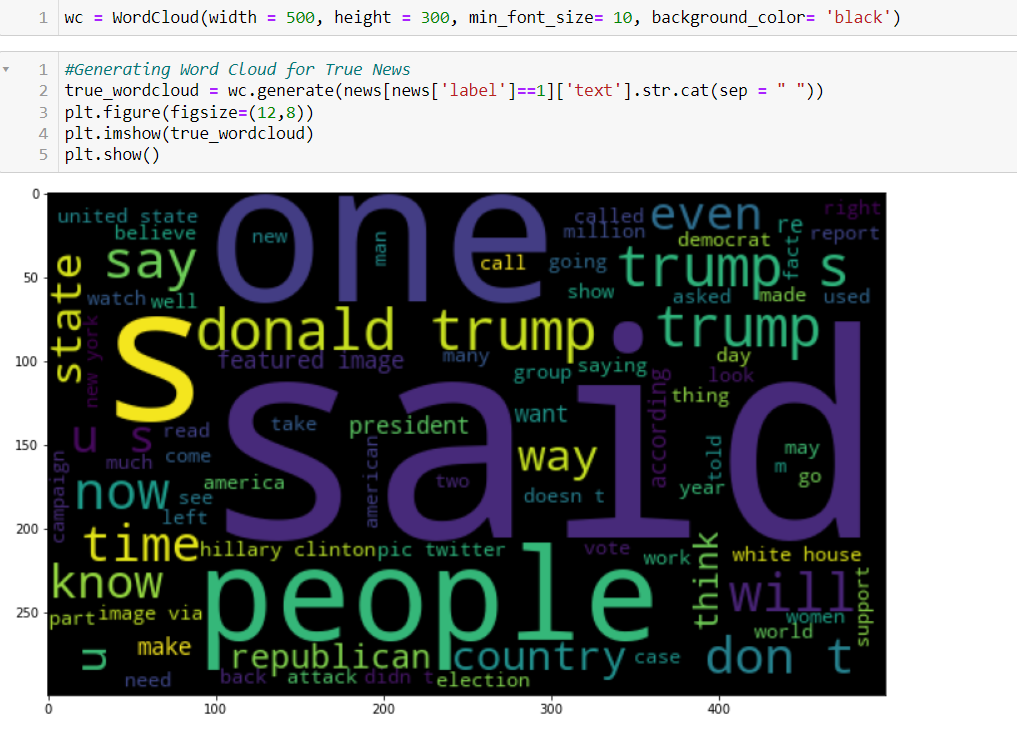 1 wc = WordCloud(width = 500, height = 300, min_font_size= 10, background_color= 'black')
1 #Generating Word Cloud for True News
2 true_wordcloud = wc.generate(news[news['label']==1]['text'].str.cat(sep = " "))
3 plt.figure(figsize=(12,8))
4 plt.imshow(true_wordcloud)
5 plt.show()
0
50
100
150
200
250
united state
believe
say
one
new
man
call
called
million
going
show
even
democrat
re
fact
right
report
trump s
asked
made
used
state
watch
well
new york
s
donald trump
trump
featured image
many
group
saying
day
look
thing
according
said
u s
read
much
come
campaign
take
president
american
want
way
two
doesn t
told
may
m
go
year
now
see
left
america
time
hillary clinton
pic twitter
vote
work
white house
know
people
think
will
women
world
support
part
image via
make
u
need
republican
back
attack
didn t
election
country
case
don t
0
100
200
300
400